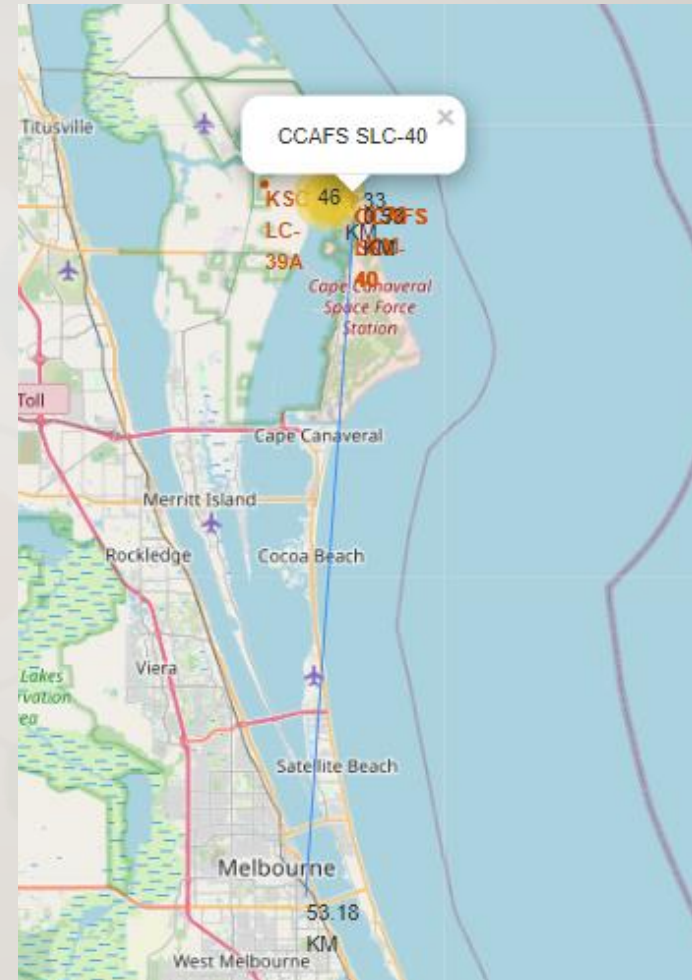 Titusville
CCAFS SLC-40
×
KSC
LC-
39A
46
33
KM
40
Cape Canaveral
Space Force
Station
Toll
Cape Canaveral
Merritt Island
Rockledge
Cocoa Beach
Viera
Lakes
Satellite Beach
Melbourne
53.18
KM
West Melbourne